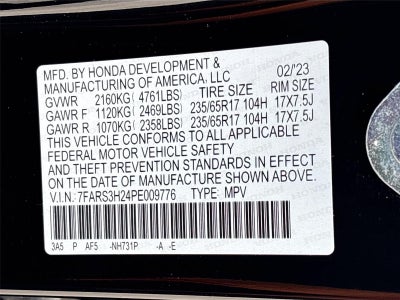 MFD. BY HONDA DEVELOPMENT &
MANUFACTURING OF AMERICA, LLC 02/'23
GVWR 2160KG (4761LBS) TIRE SIZE RIM SIZE
GAWR F 1120KG (2469LBS) 235/65R17 104H 17X7.5J
GAWR R 1070KG (2358LBS) 235/65R17 104H 17X7.5J
THIS VEHICLE CONFORMS TO ALL APPLICABLE
FEDERAL MOTOR VEHICLE SAFETY
AND THEFT PREVENTION STANDARDS IN EFFECT
ON THE DATE OF MANUFACTURE SHOWN ABOVE.
V.I.N.: 7FARS3H24PE009776 TYPE: MPV
3A5 P AF5 -NH731P -A -E